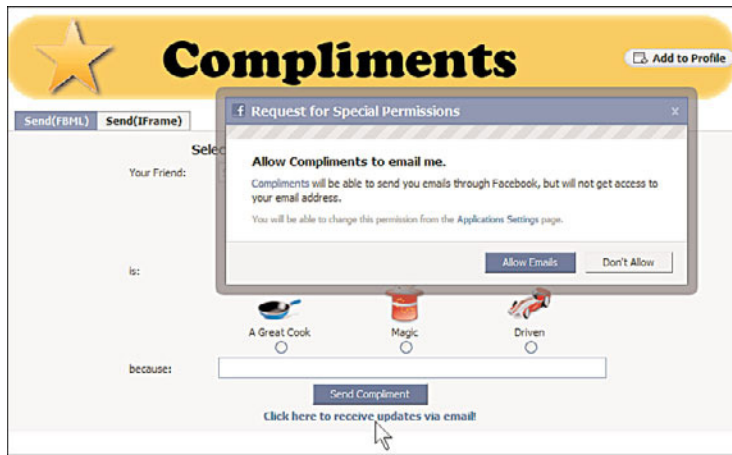 Compliments
Add to Profile
Send(FBML) Send(IFrame)
f Request for Special Permissions x
Your Friend:
Allow Compliments to email me.
Compliments will be able to send you emails through Facebook, but will not get access to
your email address.
You will be able to change this permission from the Applications Settings page.
Allow Emails Don't Allow
is:
A Great Cook Magic Driven
because:
Send Compliment
Click here to receive updates via email!